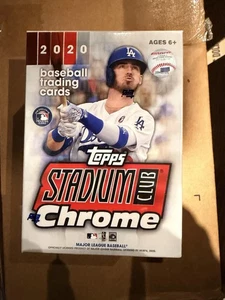 2020
AGES 6+
baseball
trading
cards
LA
topps
STADIUM
CLUB
Chrome
MAJOR LEAGUE BASEBALL